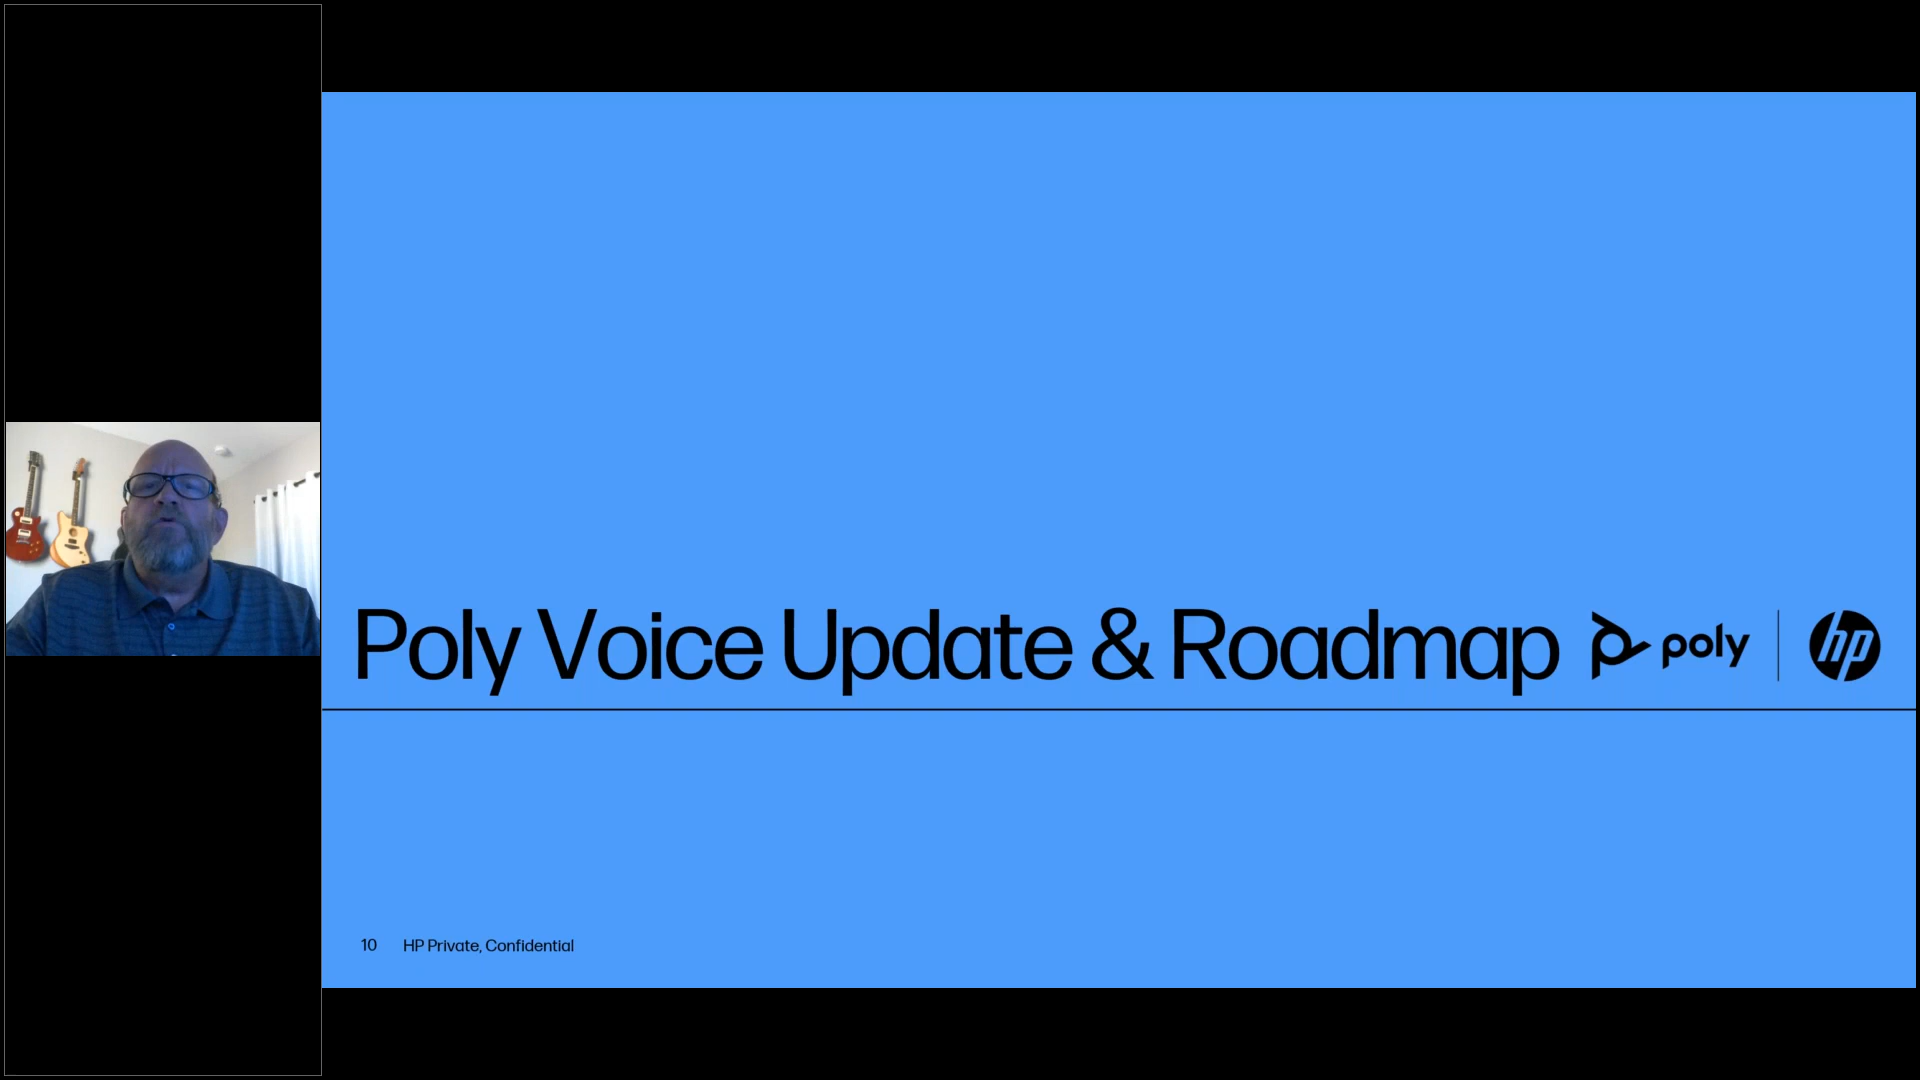 Poly Voice Update & Roadmap
poly
hp
10 HP Private, Confidential